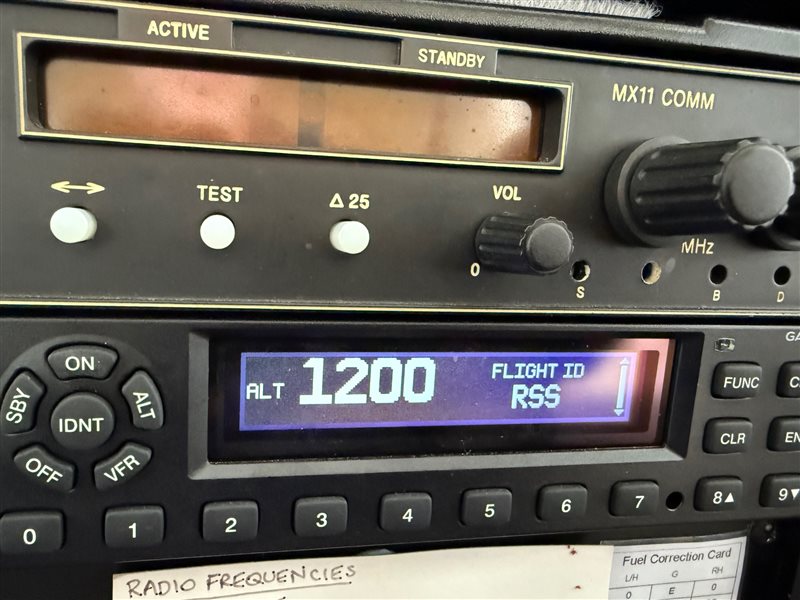 ACTIVE
STANDBY
MX11 COMM
TEST
Δ 25
VOL
0
MHz
S
B
D
GA
ON
SBY
ALT
IDNT
OFF
VFR
ALT 1200
FLIGHT ID
RSS
FUNC
CLR
0 1 2 3 4 5 6 7 8▲ 9▼
RADIO FREQUENCIES
Fuel Correction Card
L/H G RH
0 E 0